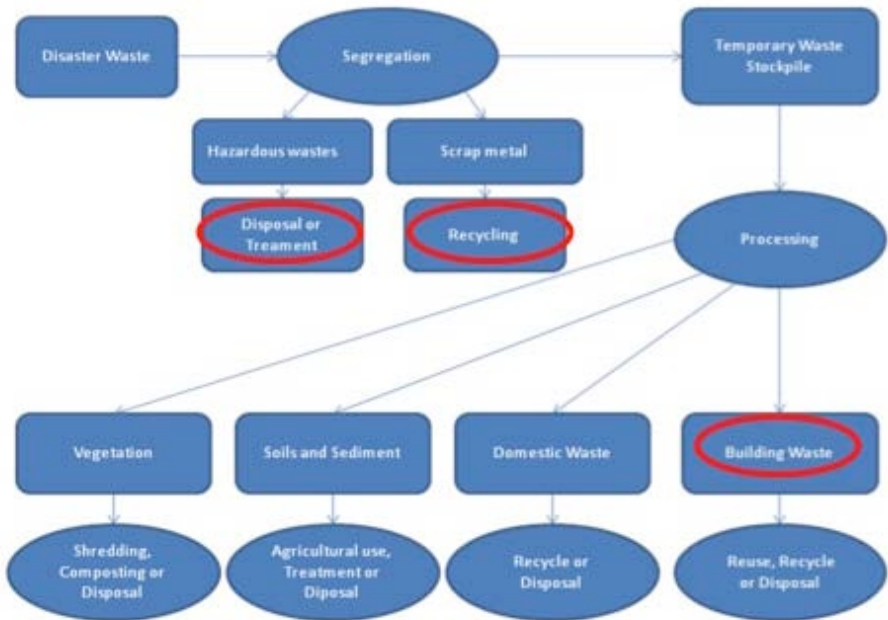 Disaster Waste
Segregation
Temporary Waste
Stockpile
Hazardous wastes
Scrap metal
Disposal or
Treament
Recycling
Processing
Vegetation
Soils and Sediment
Domestic Waste
Building Waste
Shredding,
Composting or
Disposal
Agricultural use,
Treatment or
Diposal
Recycle or
Disposal
Reuse, Recycle
or Disposal